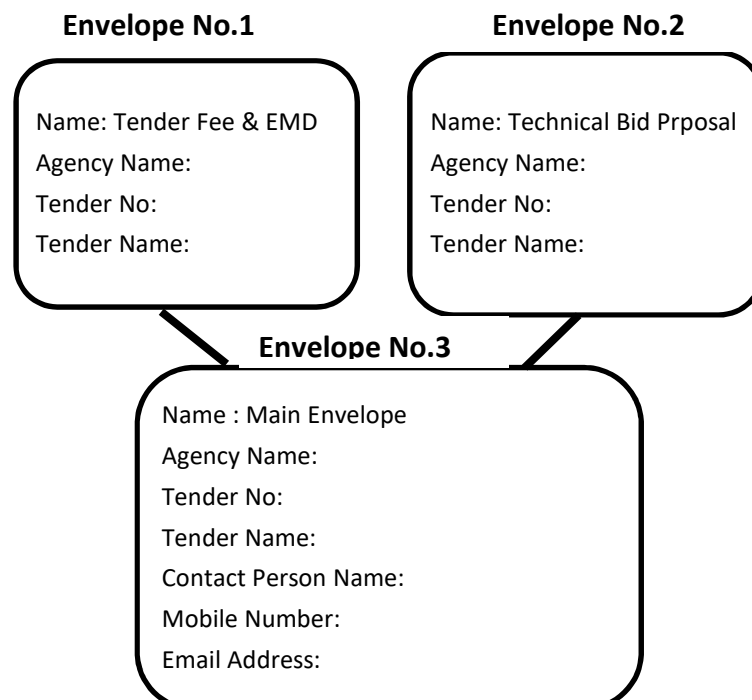 Envelope No.1
Name: Tender Fee & EMD
Agency Name:
Tender No:
Tender Name:
Envelope No.2
Name: Technical Bid Prposal
Agency Name:
Tender No:
Tender Name:
Envelope No.3
Name : Main Envelope
Agency Name:
Tender No:
Tender Name:
Contact Person Name:
Mobile Number:
Email Address: